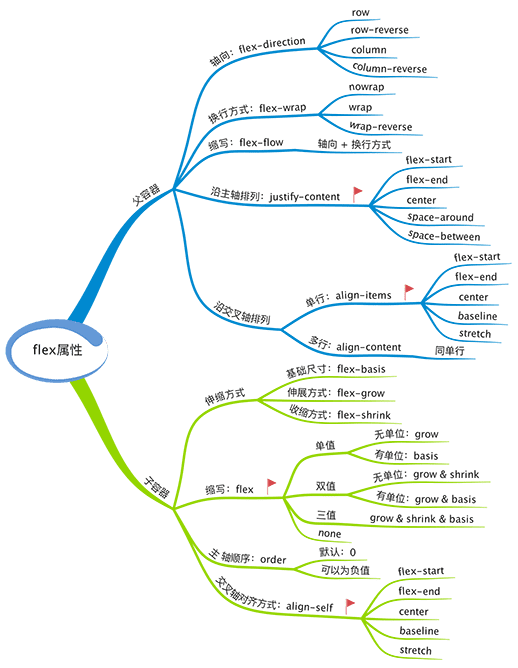 flex属性
父容器
轴向：flex-direction
row
row-reverse
column
column-reverse
换行方式：flex-wrap
nowrap
wrap
wrap-reverse
缩写：flex-flow
轴向 + 换行方式
沿主轴排列：justify-content
flex-start
flex-end
center
space-around
space-between
沿交叉轴排列
单行：align-items
flex-start
flex-end
center
baseline
stretch
多行：align-content
同单行
子容器
伸缩方式
基础尺寸：flex-basis
伸展方式：flex-grow
收缩方式：flex-shrink
缩写：flex
单值
无单位：grow
有单位：basis
双值
无单位：grow & shrink
有单位：grow & basis
三值
grow & shrink & basis
none
主 轴顺序：order
默认：0
可以为负值
交叉轴对齐方式：align-self
flex-start
flex-end
center
baseline
stretch